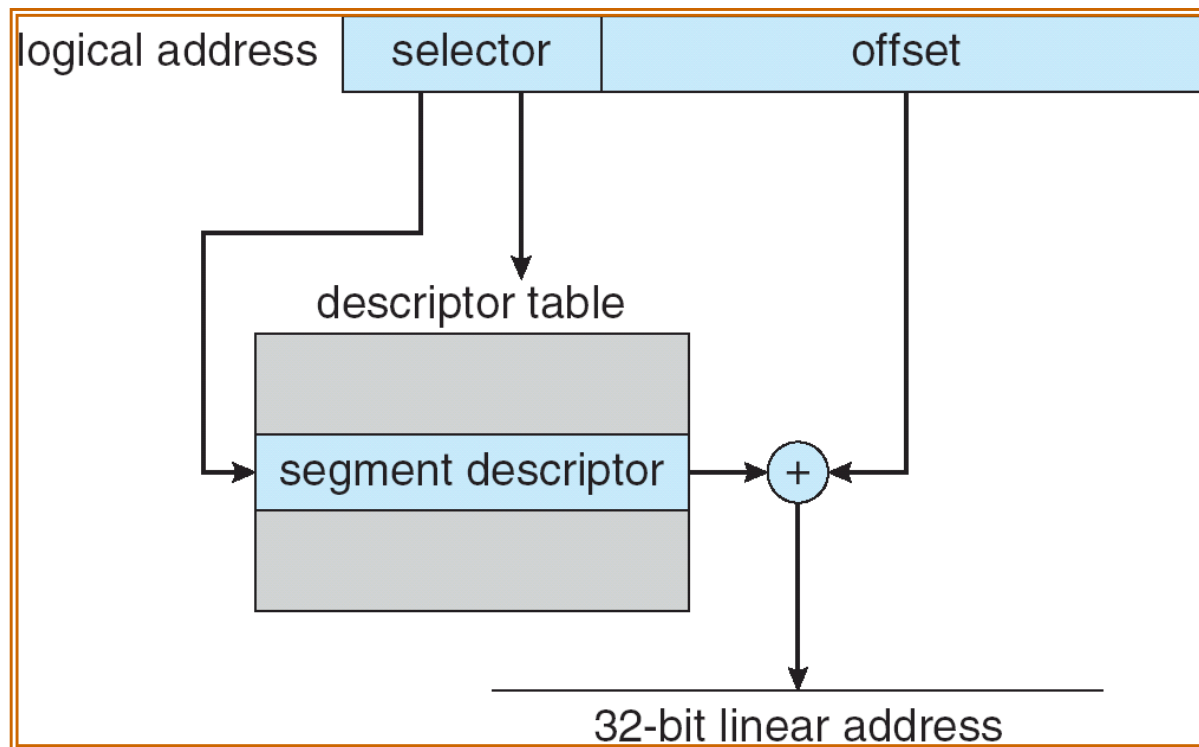 logical address selector offset
descriptor table
segment descriptor +
32-bit linear address